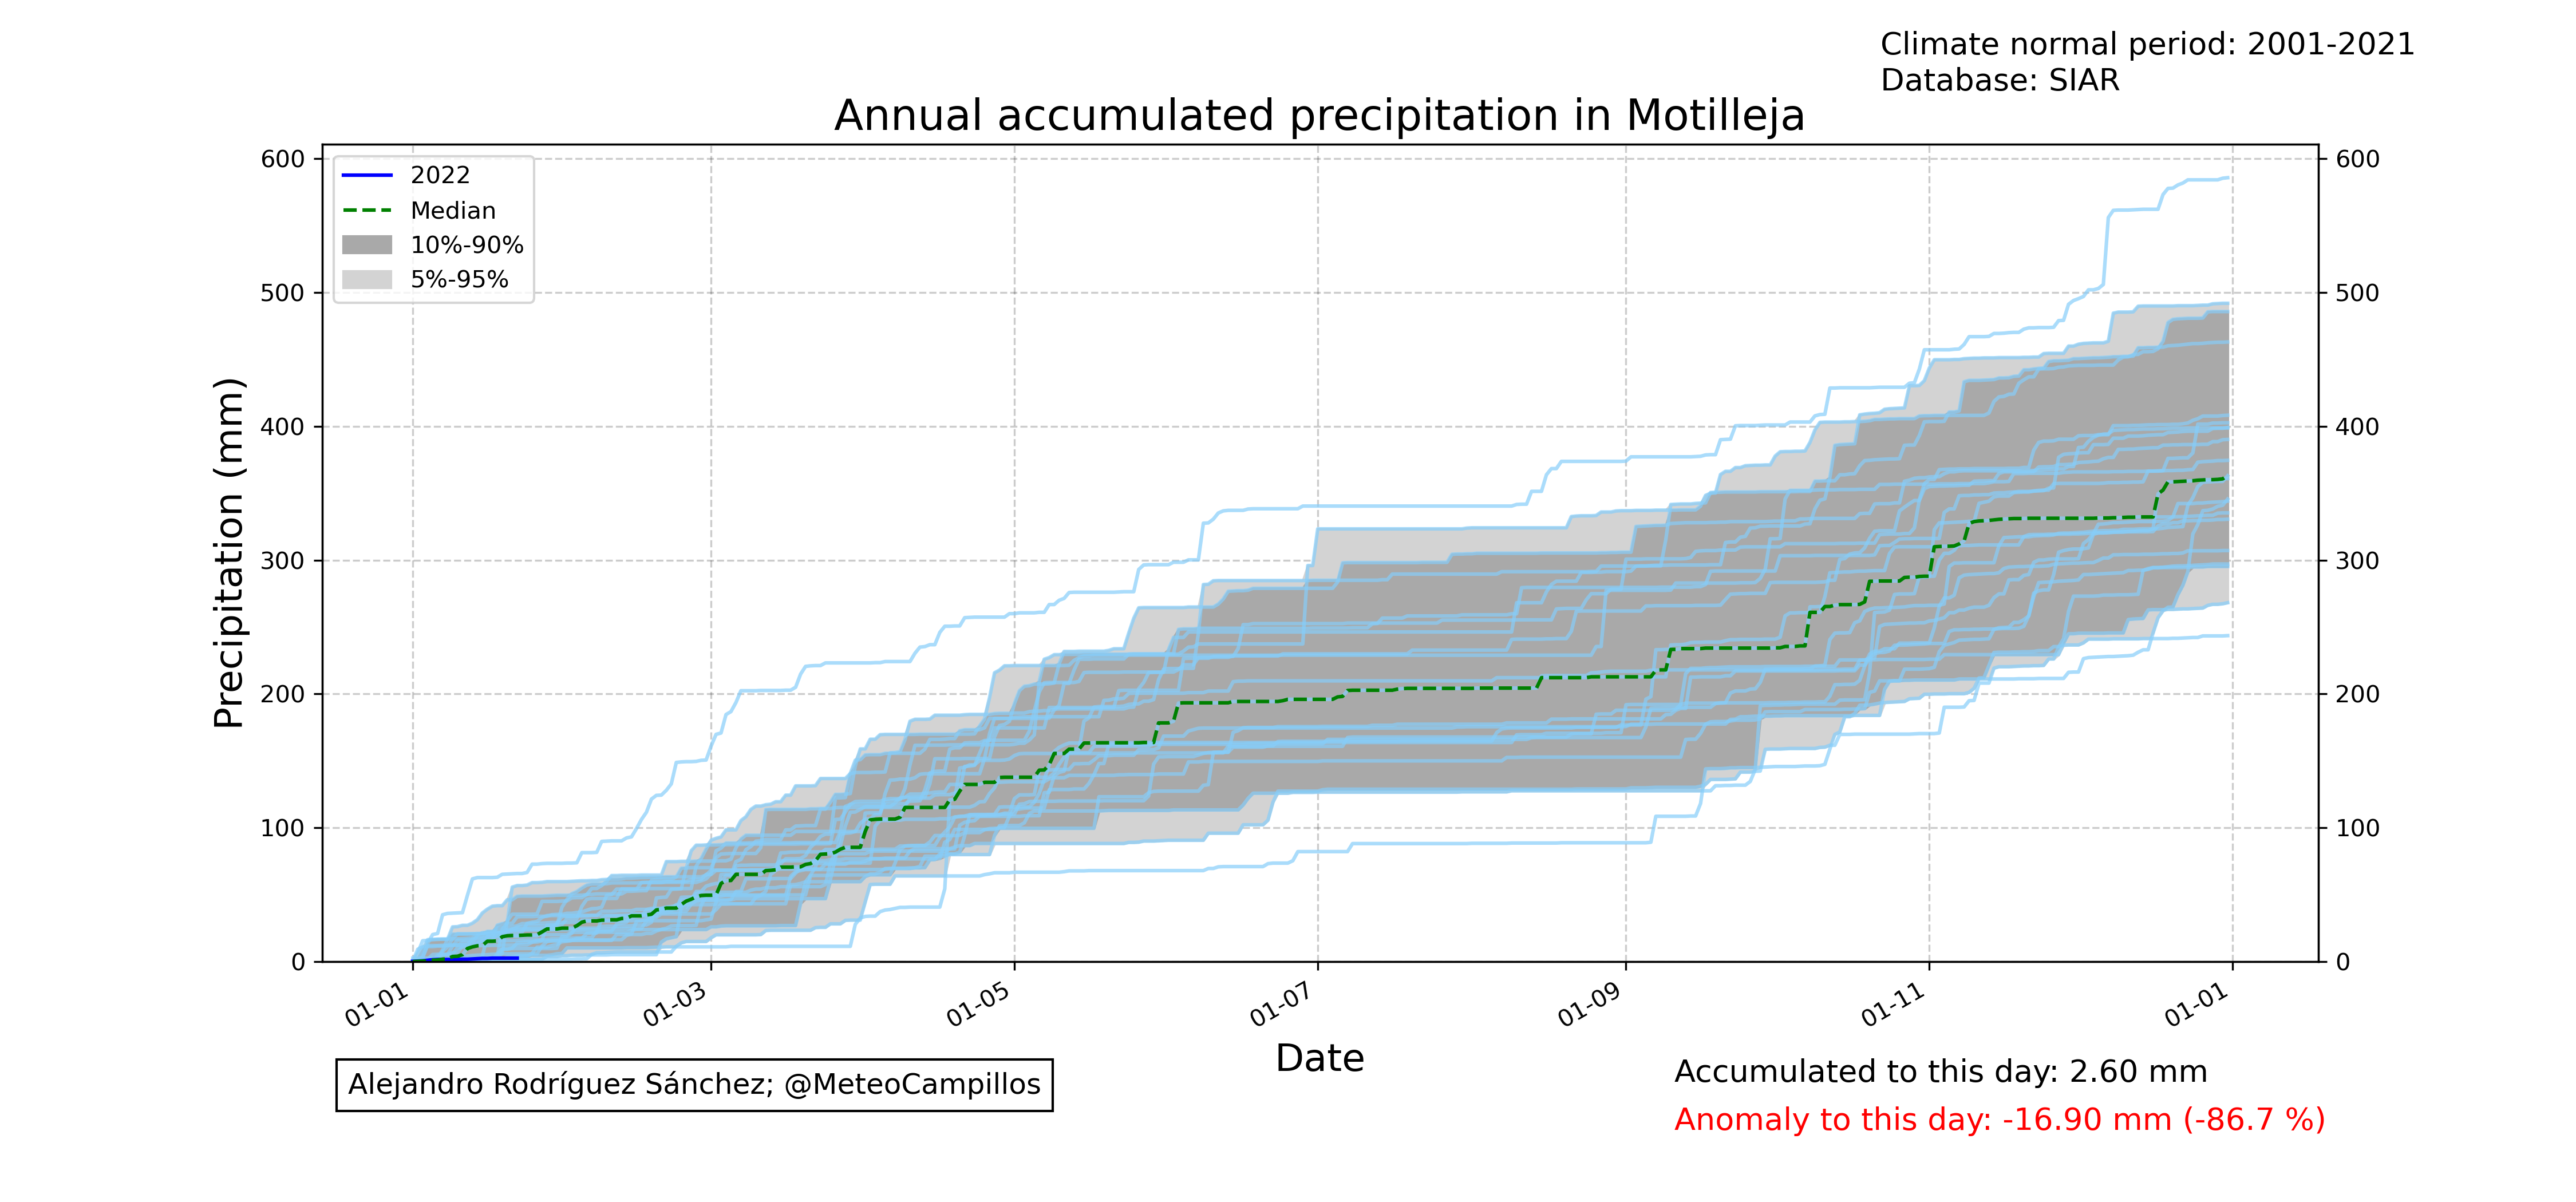 Climate normal period: 2001-2021
Database: SIAR
Annual accumulated precipitation in Motilleja
2022
Median
10%-90%
5%-95%
Precipitation (mm)
600
500
400
300
200
100
0
600
500
400
300
200
100
0
01-01
01-03
01-05
01-07
01-09
01-11
01-01
Date
Alejandro Rodríguez Sánchez; @MeteoCampillos
Accumulated to this day: 2.60 mm
Anomaly to this day: -16.90 mm (-86.7 %)